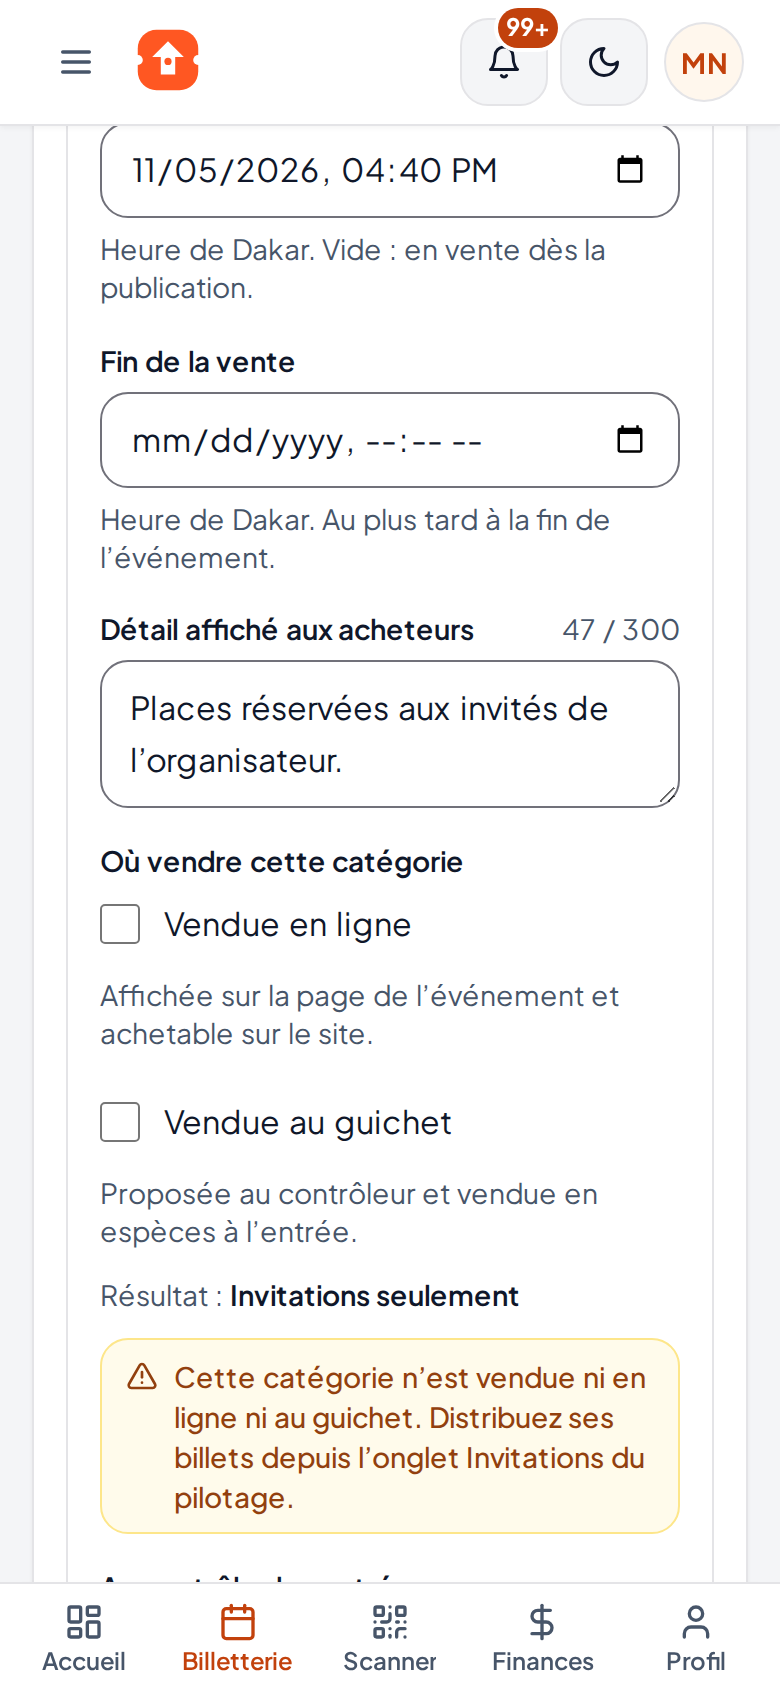 99+
MN
11/05/2026, 04:40 PM
Heure de Dakar. Vide : en vente dès la
publication.
Fin de la vente
mm/dd/yyyy, --:-- --
Heure de Dakar. Au plus tard à la fin de
l’événement.
Détail affiché aux acheteurs 47 / 300
Places réservées aux invités de
l’organisateur.
Où vendre cette catégorie
Vendue en ligne
Affichée sur la page de l’événement et
achetable sur le site.
Vendue au guichet
Proposée au contrôleur et vendue en
espèces à l’entrée.
Résultat : Invitations seulement
Cette catégorie n’est vendue ni en
ligne ni au guichet. Distribuez ses
billets depuis l’onglet Invitations du
pilotage.
Accueil Billetterie Scanner Finances Profil